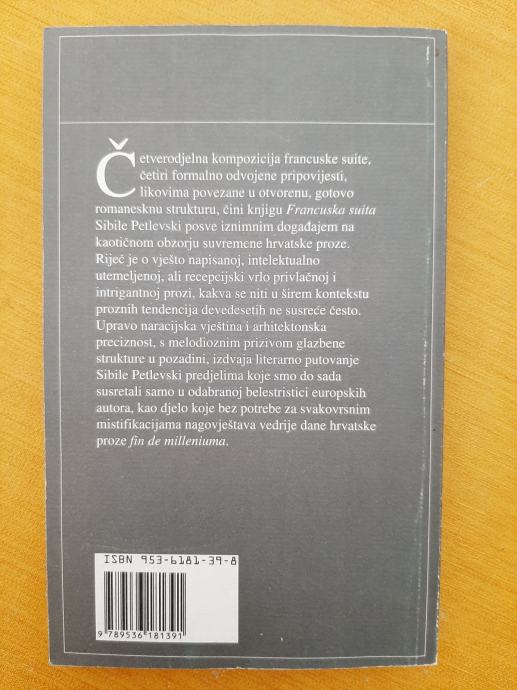 Četverodjelna kompozicija francuske suite,
četiri formalno odvojene pripovijesti,
likovima povezane u otvorenu, gotovo
romanesknu strukturu, čini knjigu Francuska suita
Sibile Petlevski posve iznimnim događajem na
kaotičnom obzorju suvremene hrvatske proze.
Riječ je o vješto napisanoj, intelektualno
utemeljenoj, ali recepcijski vrlo privlačnoj i
intrigantnoj prozi, kakva se niti u širem kontekstu
proznih tendencija devedesetih ne susreće često.
Upravo naracijska vještina i arhitektonska
preciznost, s melodioznim prizivom glazbene
strukture u pozadini, izdvaja literarno putovanje
Sibile Petlevski predjelima koje smo do sada
susretali samo u odabranoj beletristici europskih
autora, kao djelo koje bez potrebe za svakovrsnim
mistifikacijama nagovještava vedrije dane hrvatske
proze fin de milleniuma.
ISBN 953-6181-39-8
9 789536 181391